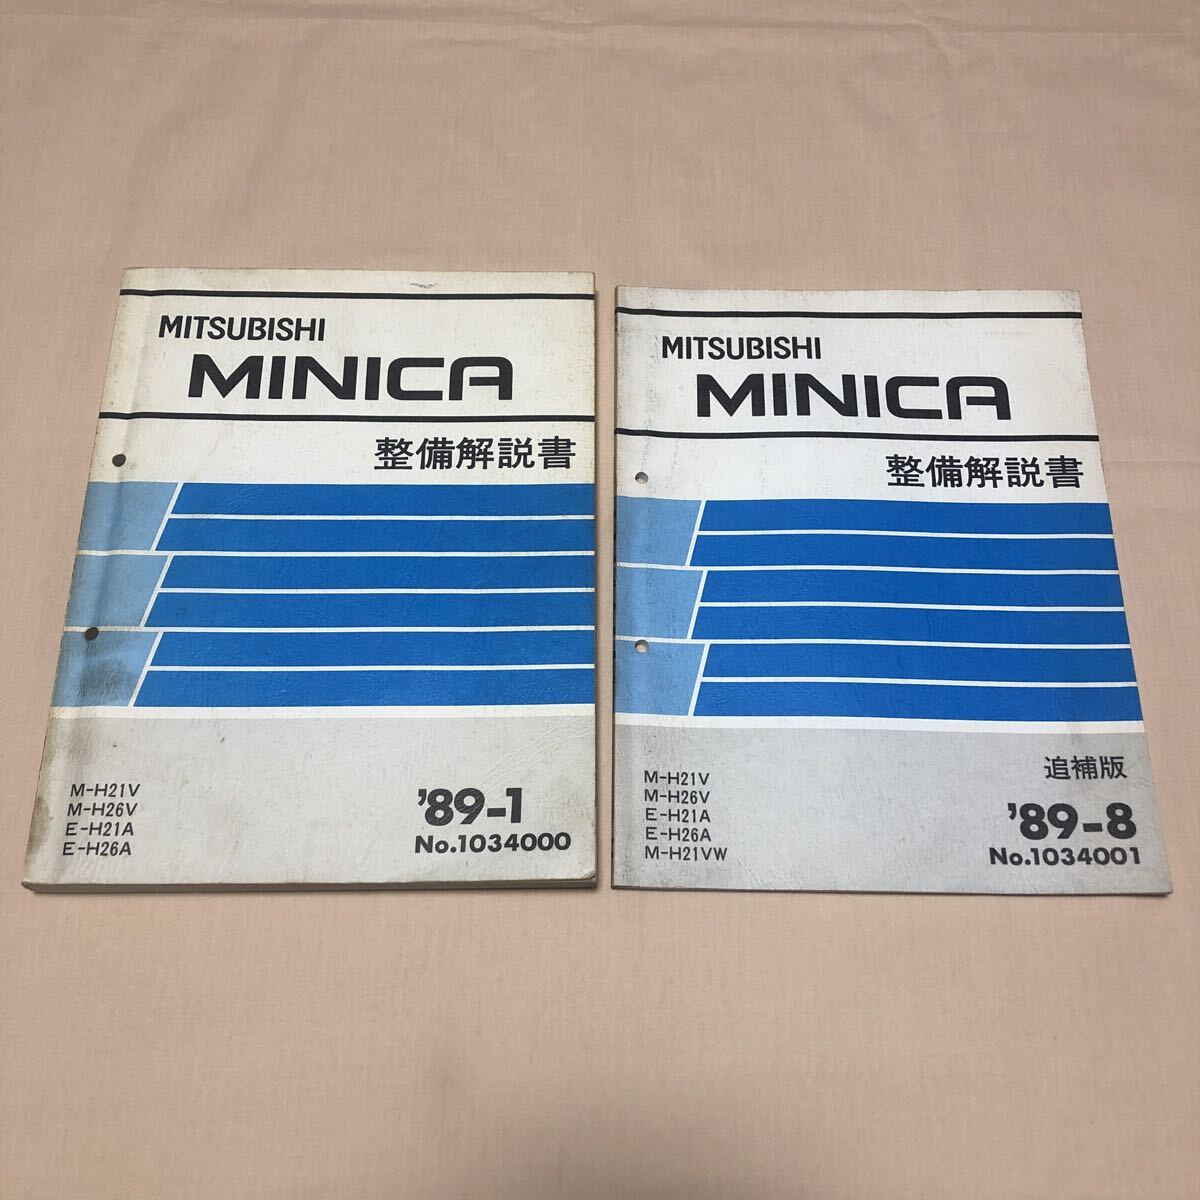 MITSUBISHI
MINICA
整備解説書
M-H21V
M-H26V
E-H21A
E-H26A
'89-1
No.1034000
MITSUBISHI
MINICA
整備解説書
M-H21V
M-H26V
E-H21A
E-H26A
M-H21VW
追補版
'89-8
No.1034001